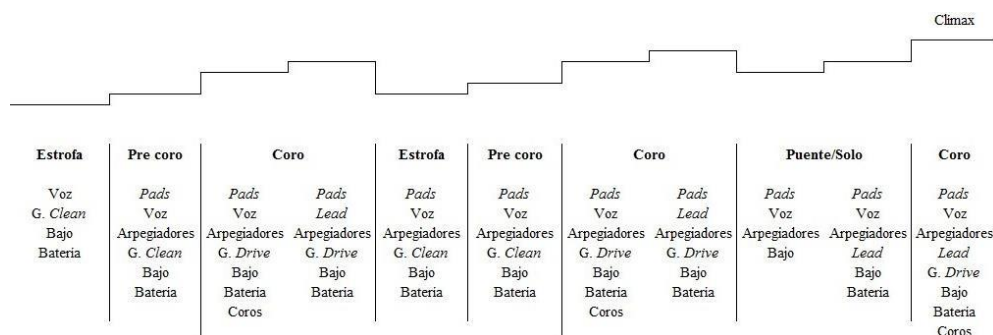 Climax
Estrofa Pre coro Coro Estrofa Pre coro Coro Puente/Solo Coro
Voz Pads Pads Pads Pads Pads Pads Pads Pads Pads Pads
G. Clean Voz Voz Lead Voz Voz Voz Lead Voz Voz Voz
Bajo Arpegiadores Arpegiadores Arpegiadores Arpegiadores Arpegiadores Arpegiadores Arpegiadores Arpegiadores Arpegiadores Arpegiadores
Bateria G. Clean G. Drive G. Drive G. Clean G. Clean G. Drive G. Drive Bajo Lead Lead
Bajo Bajo Bajo Bajo Bajo Bajo Bajo Bajo G. Drive
Bateria Bateria Bateria Bateria Bateria Bateria Bateria Bateria Bajo
Coros Coros Bateria
Coros